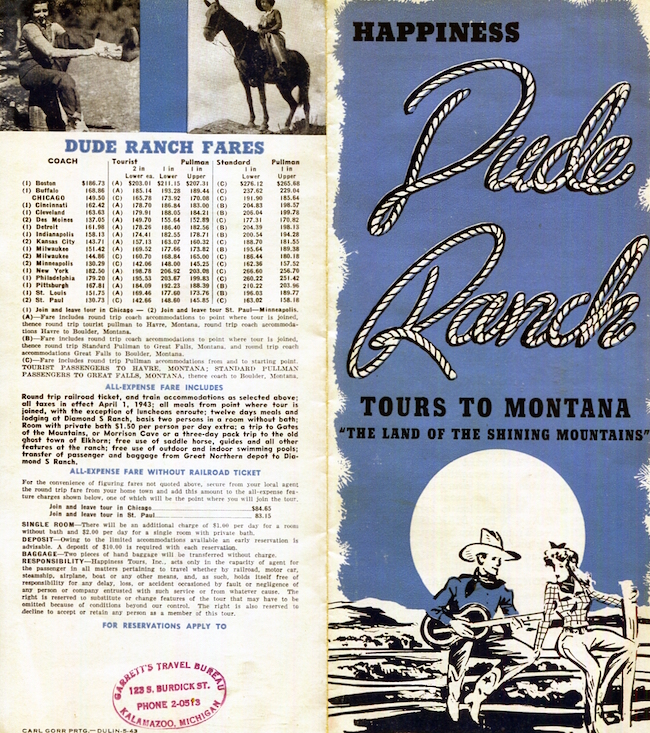 DUDE RANCH FARES
COACH Tourist Pullman Standard Pullman
2 in 1 in 1 in 1 in 1 in
Lower ea. Lower Upper Lower Upper
(1) Boston $186.73 (A) $203.01 $211.15 $207.31 (C) $276.12 $265.68
(1) Buffalo 168.86 (A) 185.14 193.28 189.44 (C) 237.62 229.04
CHICAGO 149.50 (C) 165.78 173.92 170.08 (C) 191.90 185.64
(1) Cincinnati 162.42 (A) 178.70 186.84 183.00 (B) 204.83 198.57
(1) Cleveland 163.63 (A) 179.91 188.05 184.21 (B) 206.04 199.78
(2) Des Moines 137.05 (A) 149.70 155.64 152.89 (C) 177.31 170.82
(1) Detroit 161.98 (A) 178.26 186.40 182.56 (B) 204.39 198.13
(1) Indianapolis 158.13 (A) 174.41 182.55 178.71 (B) 200.54 194.28
(2) Kansas City 143.71 (A) 157.13 163.07 160.32 (C) 188.70 181.55
(1) Milwaukee 151.42 (A) 169.52 177.66 173.82 (B) 195.64 189.38
(2) Milwaukee 144.86 (C) 160.70 168.84 165.00 (C) 186.44 180.18
(2) Minneapolis 130.29 (C) 142.06 148.00 145.25 (C) 162.36 157.52
(1) New York 182.50 (A) 198.78 206.92 203.08 (C) 268.60 256.70
(1) Philadelphia 179.20 (A) 195.53 203.67 199.83 (C) 260.22 251.42
(1) Pittsburgh 167.81 (A) 184.09 192.23 188.39 (B) 210.22 203.96
(1) St. Louis 151.75 (A) 169.46 177.60 173.76 (B) 196.03 189.77
(2) St. Paul 130.73 (C) 142.66 148.80 145.85 (C) 163.02 158.18
(1) Join and leave tour in Chicago — (2) Join and leave tour St. Paul—Minneapolis.
(A)—Fare includes round trip coach accommodations to point where tour is joined,
thence round trip tourist pullman to Havre, Montana, round trip coach accommoda-
tions Havre to Boulder, Montana.
(B)—Fare includes round trip coach accommodations to point where tour is joined,
thence round trip Standard Pullman to Great Falls, Montana, and round trip coach
accommodations Great Falls to Boulder, Montana.
(C)—Fare includes round trip Pullman accommodations from and to starting point.
TOURIST PASSENGERS TO HAVRE, MONTANA; STANDARD PULLMAN
PASSENGERS TO GREAT FALLS, MONTANA, thence coach to Boulder, Montana.
ALL-EXPENSE FARE INCLUDES
Round trip railroad ticket, and train accommodations as selected above;
all taxes in effect April 1, 1943; all meals from point where tour is
joined, with the exception of luncheons enroute; twelve days meals and
lodging at Diamond S Ranch, basis two persons in a room without bath;
Room with private bath $1.50 per person per day extra; a trip to Gates
of the Mountains, or Morrison Cave or a three-day pack trip to the old
ghost town of Elkhorn; free use of saddle horse, guides and all other
features at the ranch; free use of outdoor and indoor swimming pools;
transfer of passenger and baggage from Great Northern depot to Dia-
mond S Ranch.
ALL-EXPENSE FARE WITHOUT RAILROAD TICKET
For the convenience of figuring fares not quoted above, secure from your local agent
the round trip fare from your home town and add this amount to the all-expense fea-
ture charges shown below, one of which will be the point where you will join the tour.
Join and leave tour in Chicago $84.65
Join and leave tour in St. Paul 83.15
SINGLE ROOM—There will be an additional charge of $1.00 per day for a room
without bath and $2.00 per day for a single room with private bath.
DEPOSIT—Owing to the limited accommodations available an early reservation is
advisable. A deposit of $10.00 is required with each reservation.
BAGGAGE—Two pieces of hand baggage will be transferred without charge.
RESPONSIBILITY—Happiness Tours, Inc., acts only in the capacity of agent for
the passenger in all matters pertaining to travel whether by railroad, motor car,
steamship, airplane, boat or any other means, and, as such, holds itself free of
responsibility for any delay, loss, or accident occasioned by fault or negligence of
any person or company entrusted with such service or from whatever cause. The
right is reserved to substitute or change features of the tour that may have to be
omitted because of conditions beyond our control. The right is also reserved to
decline to accept or retain any person as a member of this tour.
FOR RESERVATIONS APPLY TO
GARRETT'S TRAVEL BUREAU
123 S. BURDICK ST.
PHONE 2-0513
KALAMAZOO, MICHIGAN
CARL GORR PRTG.—DULIN-5-43
HAPPINESS
Dude
Ranch
TOURS TO MONTANA
"THE LAND OF THE SHINING MOUNTAINS"